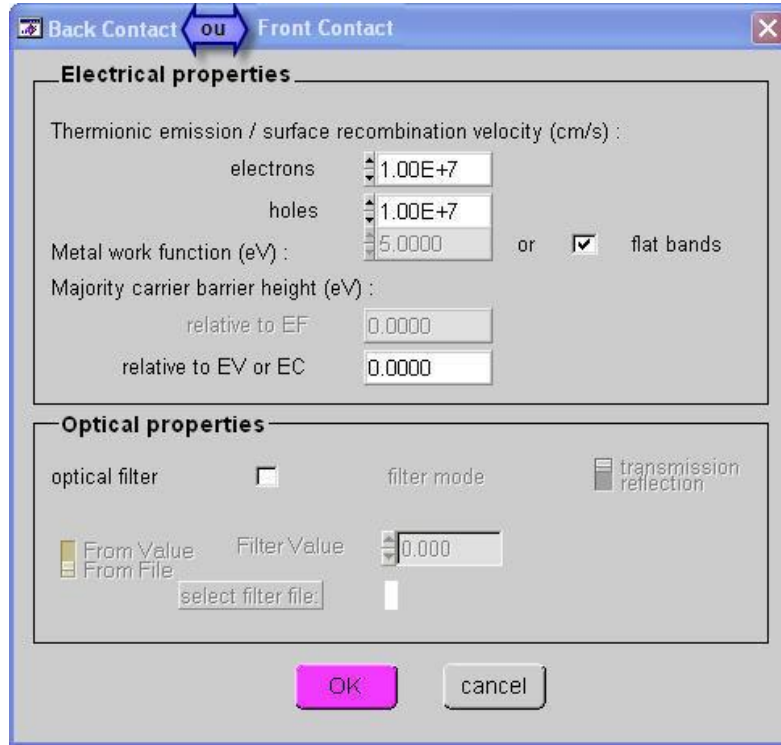 Back Contact ou Front Contact
Electrical properties
Thermionic emission / surface recombination velocity (cm/s) :
electrons 1.00E+7
holes 1.00E+7
Metal work function (eV) : 5.0000 or flat bands
Majority carrier barrier height (eV) :
relative to EF 0.0000
relative to EV or EC 0.0000
Optical properties
optical filter filter mode transmission
reflection
From Value Filter Value 0.000
From File
select filter file:
OK cancel